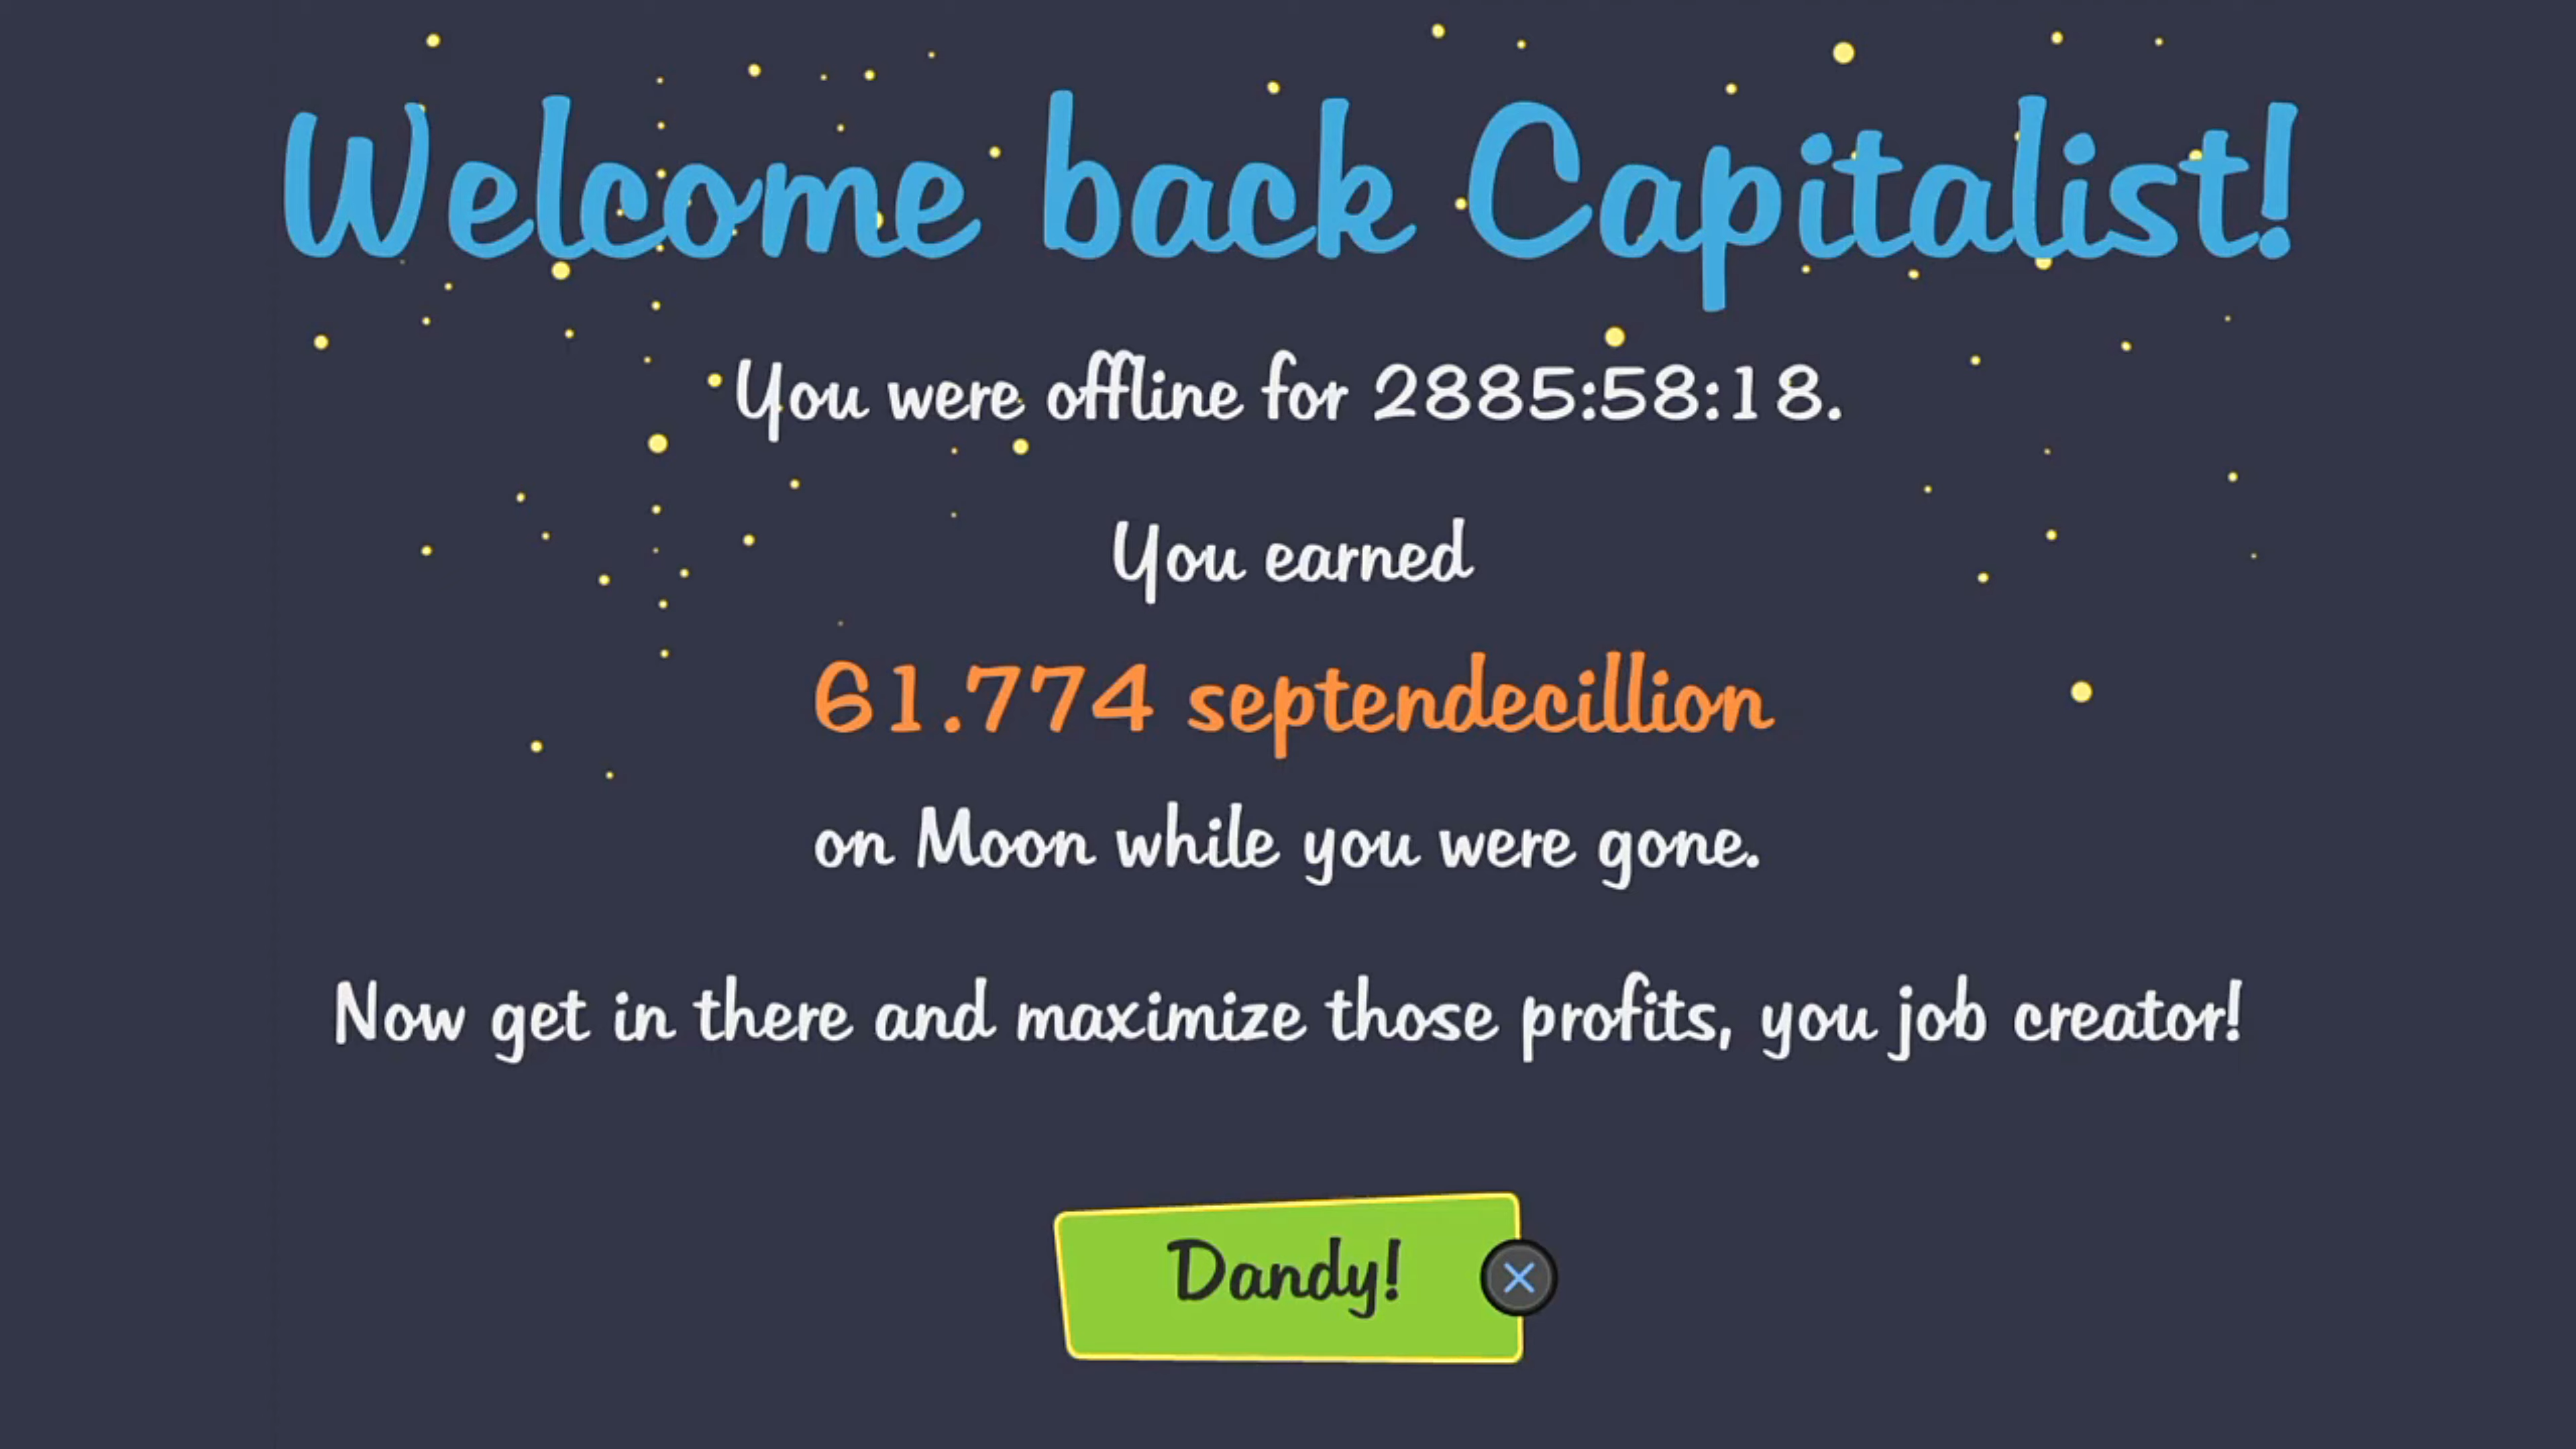 Welcome back Capitalist!
You were offline for 2885:58:18.
You earned
61.774 septendecillion
on Moon while you were gone.
Now get in there and maximize those profits, you job creator!
Dandy!